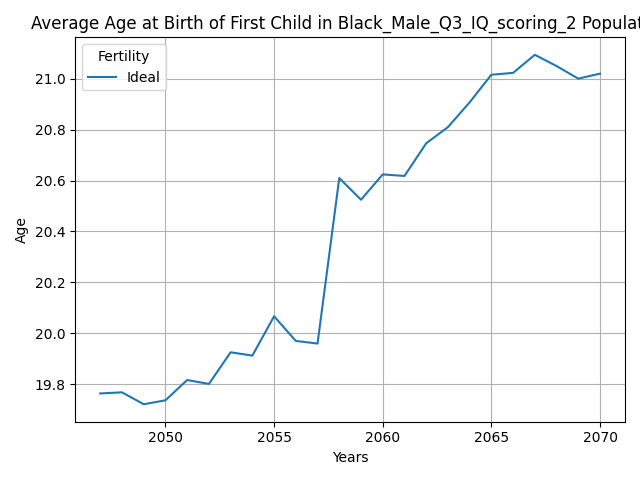 Average Age at Birth of First Child in Black_Male_Q3_IQ_scoring_2 Populat
Fertility
Ideal
21.0
20.8
20.6
20.4
20.2
20.0
19.8
Age
2050 2055 2060 2065 2070
Years